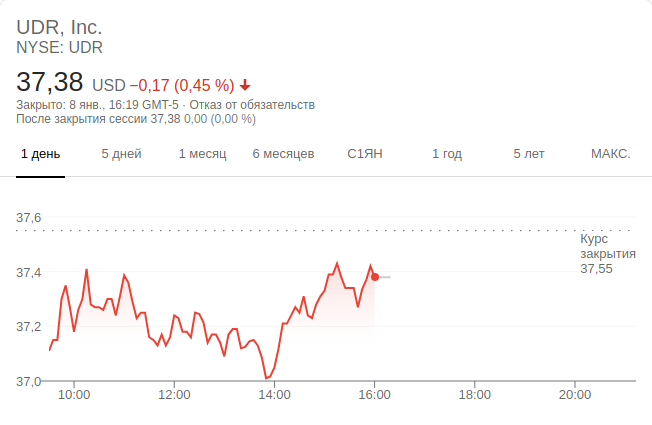 UDR, Inc.
NYSE: UDR
37,38 USD −0,17 (0,45 %)
Закрыто: 8 янв., 16:19 GMT-5 · Отказ от обязательств
После закрытия сессии 37,38 0,00 (0,00 %)
1 день 5 дней 1 месяц 6 месяцев С1ЯН 1 год 5 лет МАКС.
37,6
Курс
закрытия
37,55
37,4
37,2
37,0
10:00 12:00 14:00 16:00 18:00 20:00